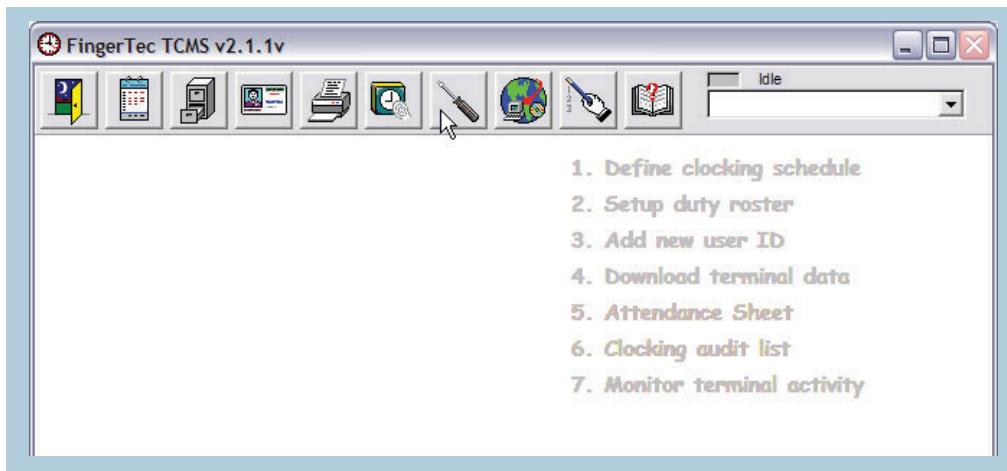 FingerTec TCMS v2.1.1v
Idle
1. Define clocking schedule
2. Setup duty roster
3. Add new user ID
4. Download terminal data
5. Attendance Sheet
6. Clocking audit list
7. Monitor terminal activity